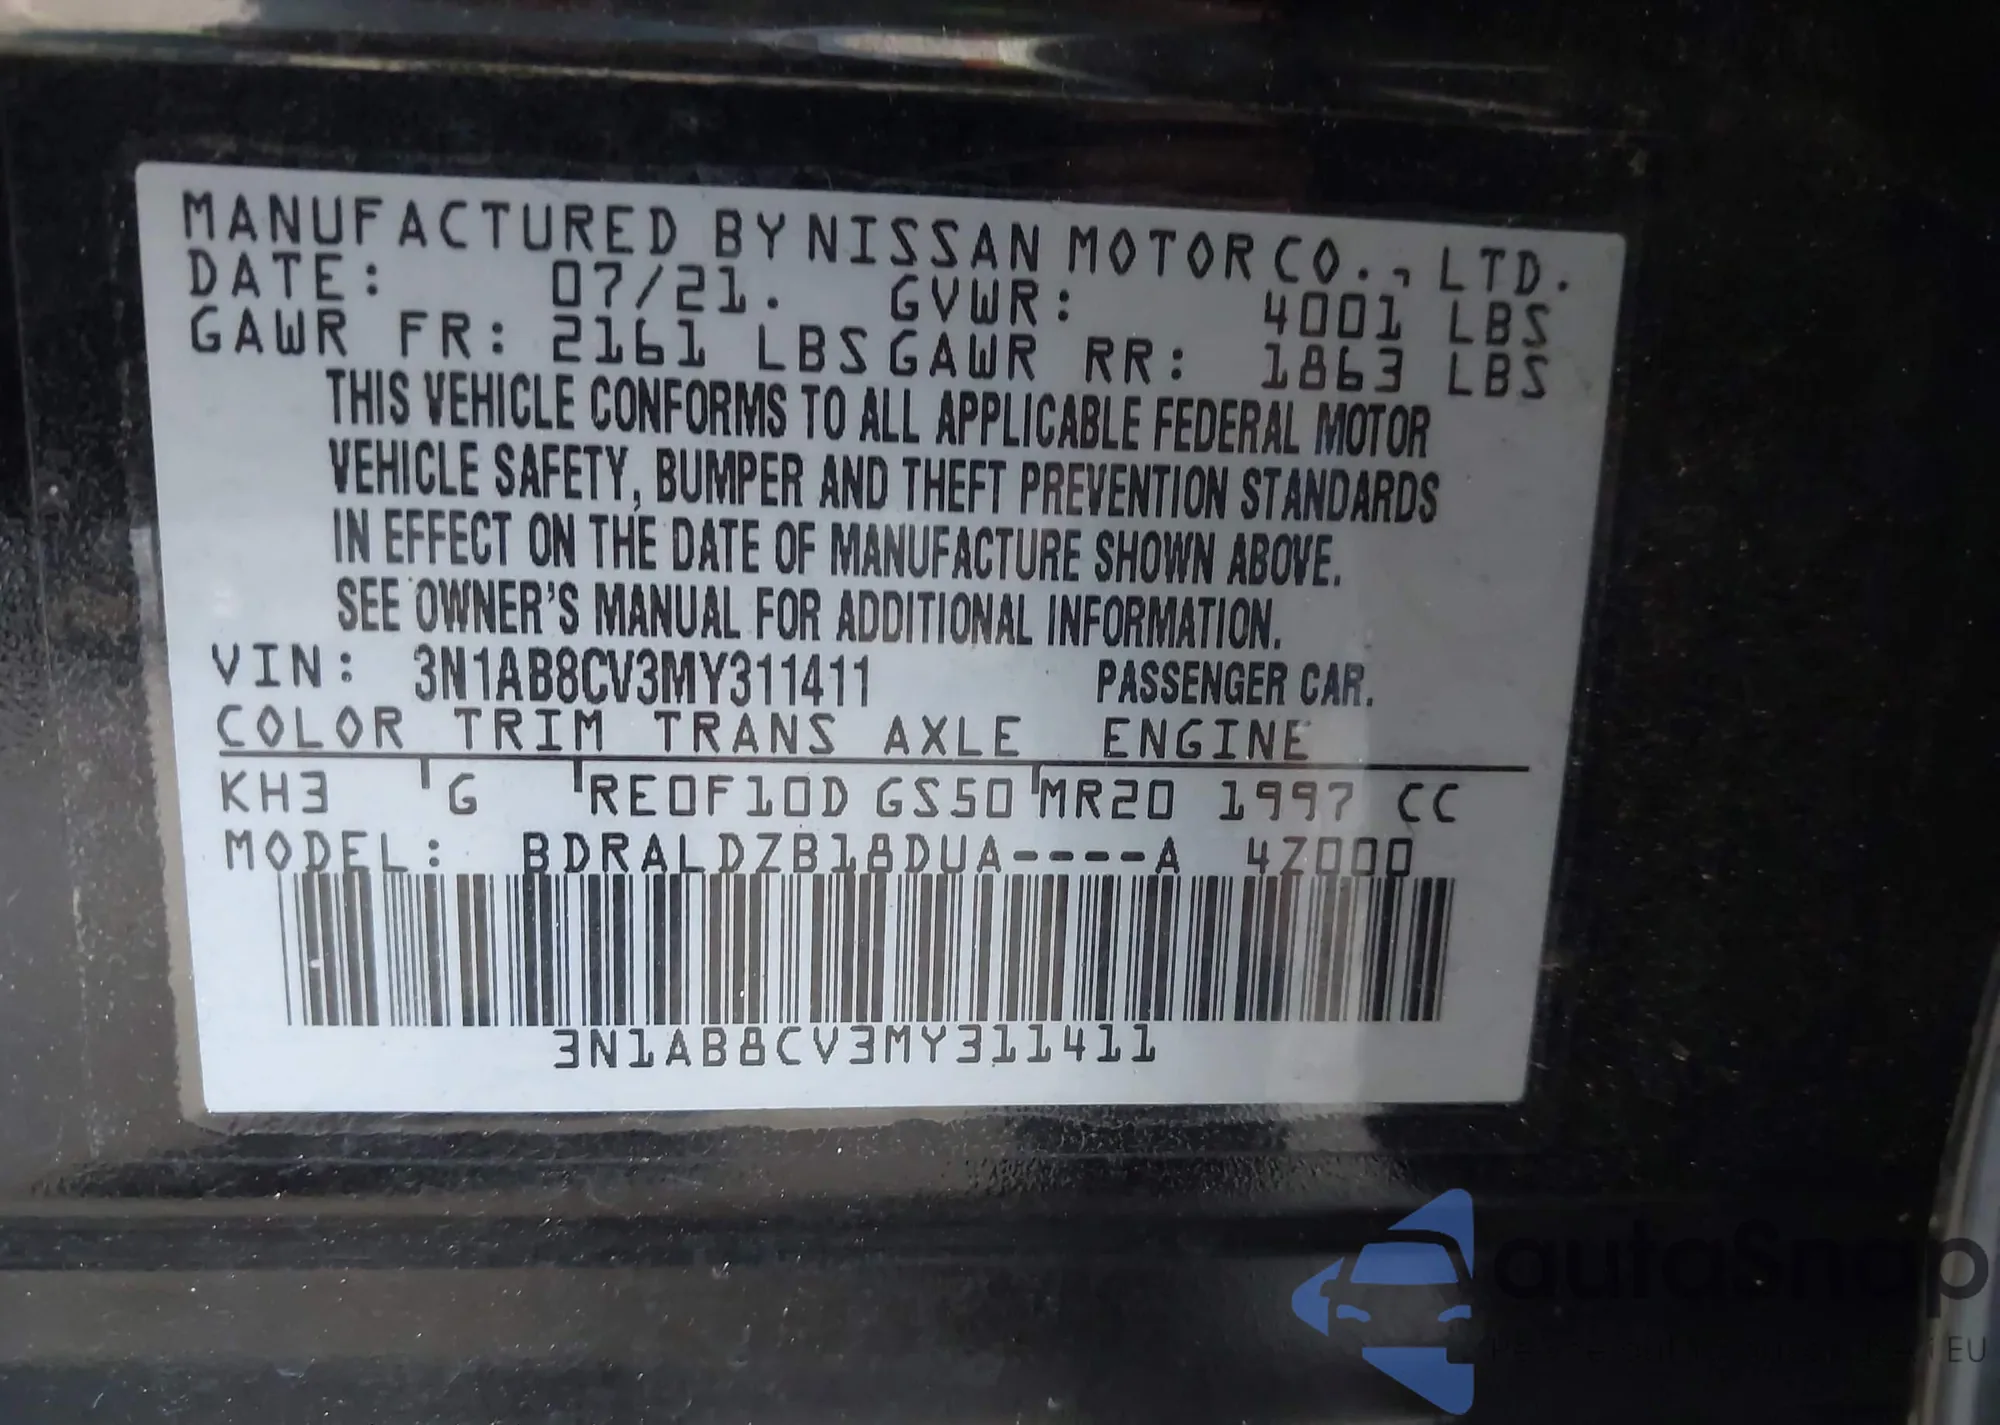 MANUFACTURED BY NISSAN MOTOR CO., LTD.
DATE: 07/21. GVWR: 4001 LBS
GAWR FR: 2161 LBS GAWR RR: 1863 LBS
THIS VEHICLE CONFORMS TO ALL APPLICABLE FEDERAL MOTOR
VEHICLE SAFETY, BUMPER AND THEFT PREVENTION STANDARDS
IN EFFECT ON THE DATE OF MANUFACTURE SHOWN ABOVE.
SEE OWNER'S MANUAL FOR ADDITIONAL INFORMATION.
VIN: 3N1AB8CV3MY311411 PASSENGER CAR.
COLOR TRIM TRANS AXLE ENGINE
KH3 G RE0F10D GS50 MR20 1997 CC
MODEL: BDRALDZB18DUA----A 4Z000
3N1AB8CV3MY311411
autoSnap
EU